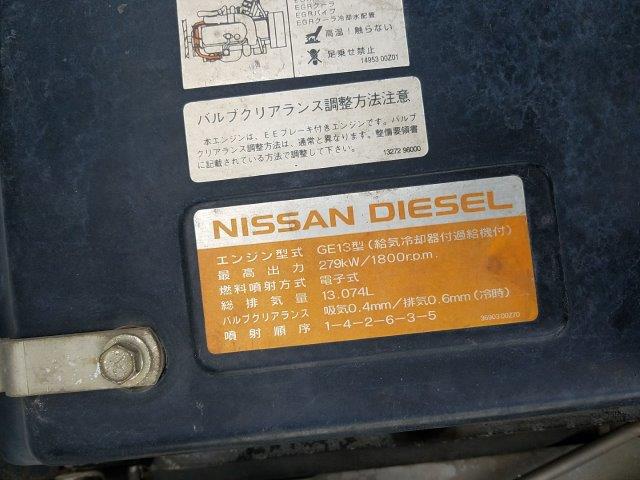 EGRクーラ
EGRパイプ
EGRクーラ冷却水配置
高温!触らない
足乗せ禁止
14953 00Z01
バルブクリアランス調整方法注意
本エンジンは、EEブレーキ付きエンジンです。バルブ
クリアランス調整方法は、通常と異なります。整備要領書
に記載されている方法で調整して下さい。
13272 96000
NISSAN DIESEL
エンジン型式 GE13型(給気冷却器付過給機付)
最高出力 279kW/1800r.p.m.
燃料噴射方式 電子式
総排気量 13.074L
バルブクリアランス 吸気0.4mm/排気0.6mm(冷時)
噴射順序 1-4-2-6-3-5
36903 00Z70